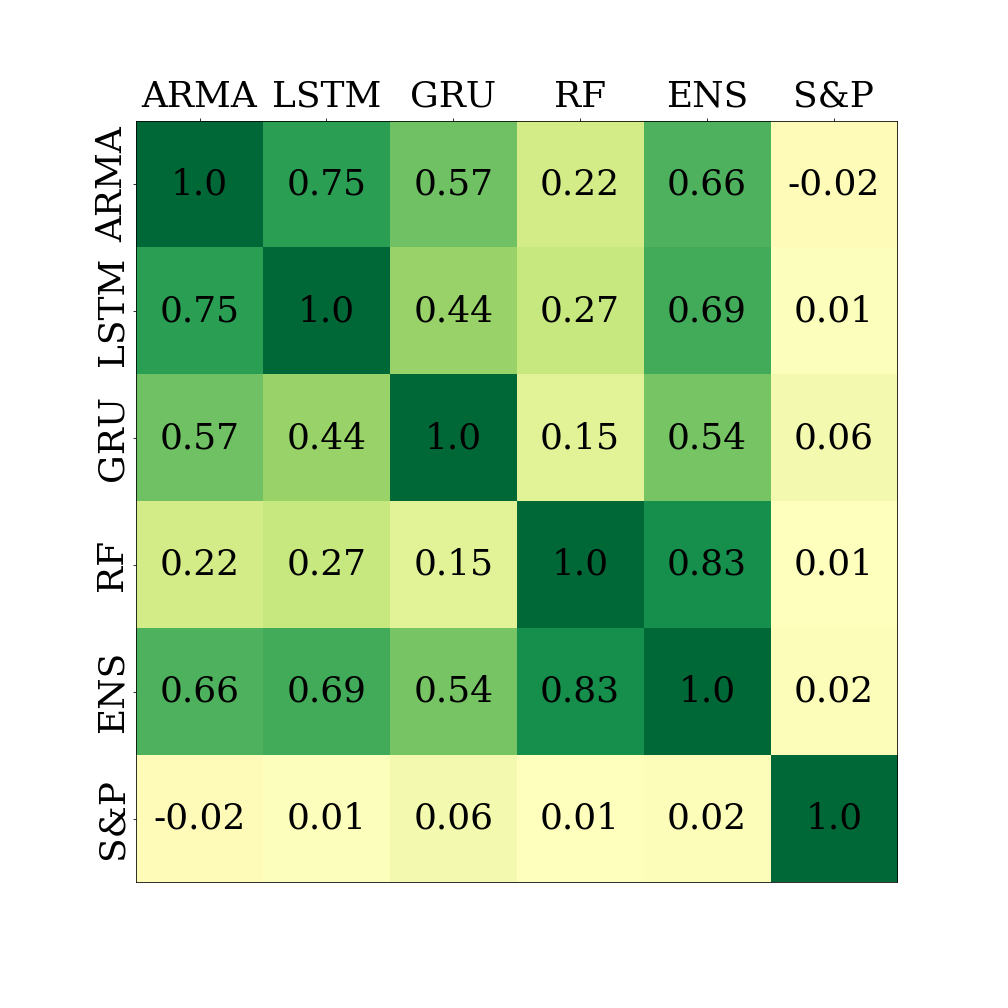 ARMA LSTM GRU RF ENS S&P
ARMA 1.0 0.75 0.57 0.22 0.66 -0.02
LSTM 0.75 1.0 0.44 0.27 0.69 0.01
GRU 0.57 0.44 1.0 0.15 0.54 0.06
RF 0.22 0.27 0.15 1.0 0.83 0.01
ENS 0.66 0.69 0.54 0.83 1.0 0.02
S&P -0.02 0.01 0.06 0.01 0.02 1.0